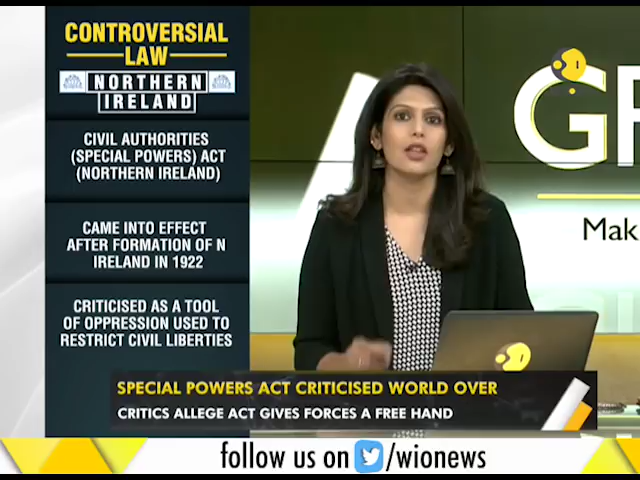 CONTROVERSIAL
LAW
NORTHERN
IRELAND
CIVIL AUTHORITIES
(SPECIAL POWERS) ACT
(NORTHERN IRELAND)
CAME INTO EFFECT
AFTER FORMATION OF N
IRELAND IN 1922
CRITICISED AS A TOOL
OF OPPRESSION USED TO
RESTRICT CIVIL LIBERTIES
Mak
SPECIAL POWERS ACT CRITICISED WORLD OVER
CRITICS ALLEGE ACT GIVES FORCES A FREE HAND
follow us on /wionews